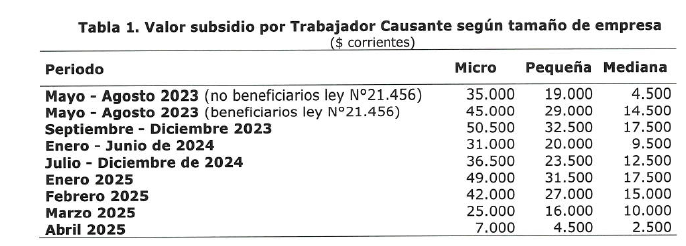 Tabla 1. Valor subsidio por Trabajador Causante según tamaño de empresa
($ corrientes)
Periodo Micro Pequeña Mediana
Mayo - Agosto 2023 (no beneficiarios ley N°21.456) 35.000 19.000 4.500
Mayo - Agosto 2023 (beneficiarios ley N°21.456) 45.000 29.000 14.500
Septiembre - Diciembre 2023 50.500 32.500 17.500
Enero - Junio de 2024 31.000 20.000 9.500
Julio - Diciembre de 2024 36.500 23.500 12.500
Enero 2025 49.000 31.500 17.500
Febrero 2025 42.000 27.000 15.000
Marzo 2025 25.000 16.000 10.000
Abril 2025 7.000 4.500 2.500